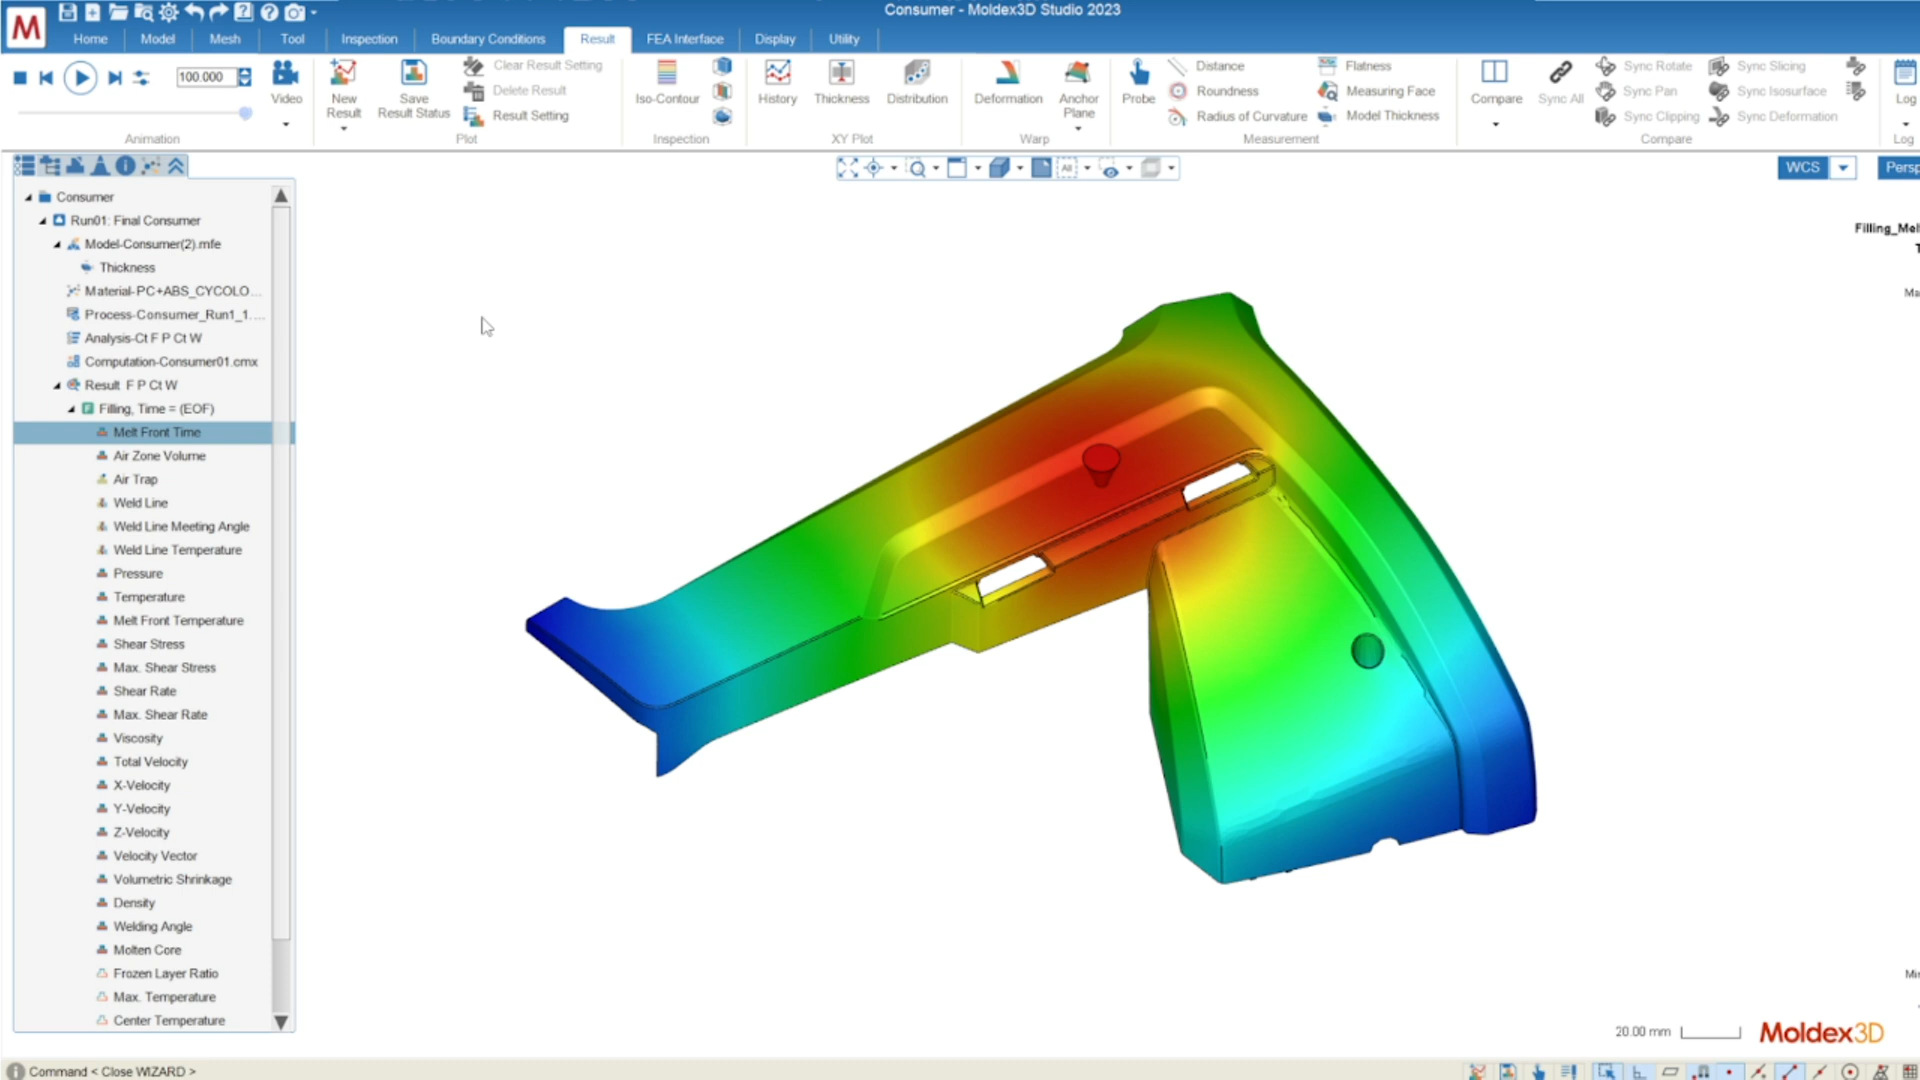 Consumer - Moldex3D Studio 2023
M
Home Model Mesh Tool Inspection Boundary Conditions Result FEA Interface Display Utility
100.000
Video
Animation
New Result
Save Result Status
Clear Result Setting
Delete Result
Result Setting
Plot
Iso-Contour
Inspection
History
Thickness
Distribution
XY Plot
Deformation
Anchor Plane
Warp
Probe
Distance
Roundness
Radius of Curvature
Flatness
Measuring Face
Model Thickness
Measurement
Compare
Sync All
Sync Rotate
Sync Pan
Sync Clipping
Sync Slicing
Sync Isosurface
Sync Deformation
Compare
Log
Log
All
WCS
Persp
Consumer
Run01: Final Consumer
Model-Consumer(2).mfe
Thickness
Material-PC+ABS_CYCOLO...
Process-Consumer_Run1_1....
Analysis-Ct F P Ct W
Computation-Consumer01.cmx
Result F P Ct W
Filling, Time = (EOF)
Melt Front Time
Air Zone Volume
Air Trap
Weld Line
Weld Line Meeting Angle
Weld Line Temperature
Pressure
Temperature
Melt Front Temperature
Shear Stress
Max. Shear Stress
Shear Rate
Max. Shear Rate
Viscosity
Total Velocity
X-Velocity
Y-Velocity
Z-Velocity
Velocity Vector
Volumetric Shrinkage
Density
Welding Angle
Molten Core
Frozen Layer Ratio
Max. Temperature
Center Temperature
Filling_Mel
Ma
20.00 mm
Moldex3D
Command < Close WIZARD >